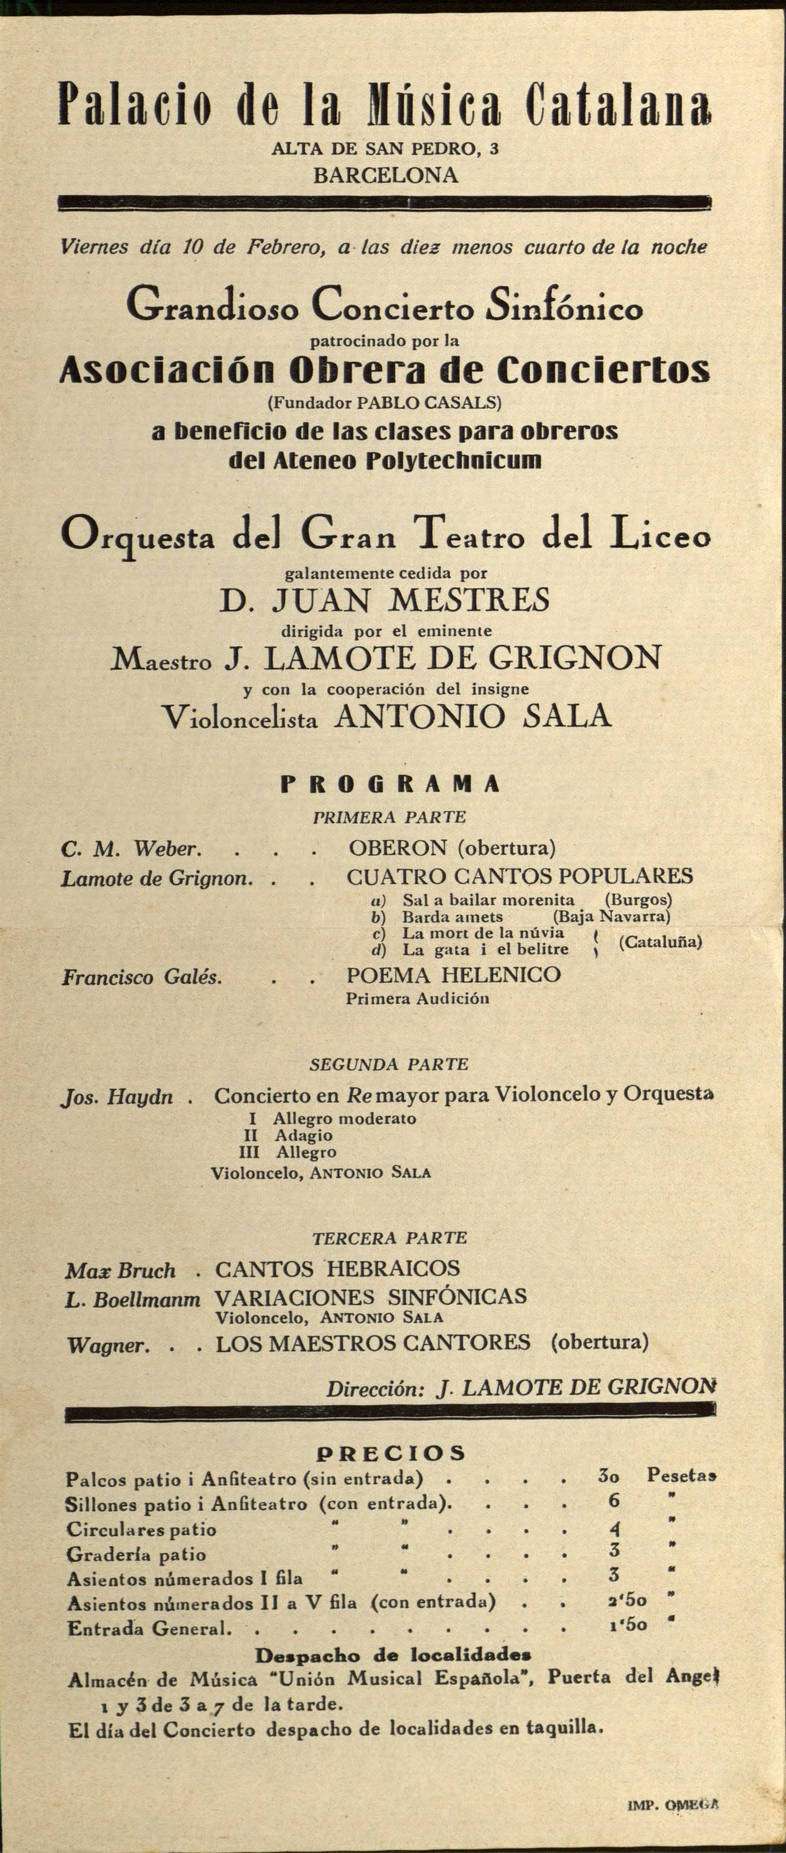 Palacio de la Música Catalana
ALTA DE SAN PEDRO, 3
BARCELONA
Viernes día 10 de Febrero, a las diez menos cuarto de la noche
Grandioso Concierto Sinfónico
patrocinado por la
Asociación Obrera de Conciertos
(Fundador PABLO CASALS)
a beneficio de las clases para obreros
del Ateneo Polytechnicum
Orquesta del Gran Teatro del Liceo
galantemente cedida por
D. JUAN MESTRES
dirigida por el eminente
Maestro J. LAMOTE DE GRIGNON
y con la cooperación del insigne
Violoncelista ANTONIO SALA
PROGRAMA
PRIMERA PARTE
C. M. Weber. . . . OBERON (obertura)
Lamote de Grignon. . . CUATRO CANTOS POPULARES
a) Sal a bailar morenita (Burgos)
b) Barda amets (Baja Navarra)
c) La mort de la núvia
d) La gata i el belitre } (Cataluña)
Francisco Galés. . . POEMA HELENICO
Primera Audición
SEGUNDA PARTE
Jos. Haydn . Concierto en Re mayor para Violoncelo y Orquesta
I Allegro moderato
II Adagio
III Allegro
Violoncelo, ANTONIO SALA
TERCERA PARTE
Max Bruch . CANTOS HEBRAICOS
L. Boellmanm VARIACIONES SINFÓNICAS
Violoncelo, ANTONIO SALA
Wagner. . . LOS MAESTROS CANTORES (obertura)
Dirección: J. LAMOTE DE GRIGNON
PRECIOS
Palcos patio i Anfiteatro (sin entrada) . . . . 30 Pesetas
Sillones patio i Anfiteatro (con entrada). . . . 6 "
Circulares patio " " . . . . 4 "
Gradería patio " " . . . . 3 "
Asientos númerados I fila " " . . . . 3 "
Asientos númerados II a V fila (con entrada) . . 2'50 "
Entrada General. . . . . . . . . . 1'50 "
Despacho de localidades
Almacén de Música "Unión Musical Española", Puerta del Angel
1 y 3 de 3 a 7 de la tarde.
El día del Concierto despacho de localidades en taquilla.
IMP. OMEGA